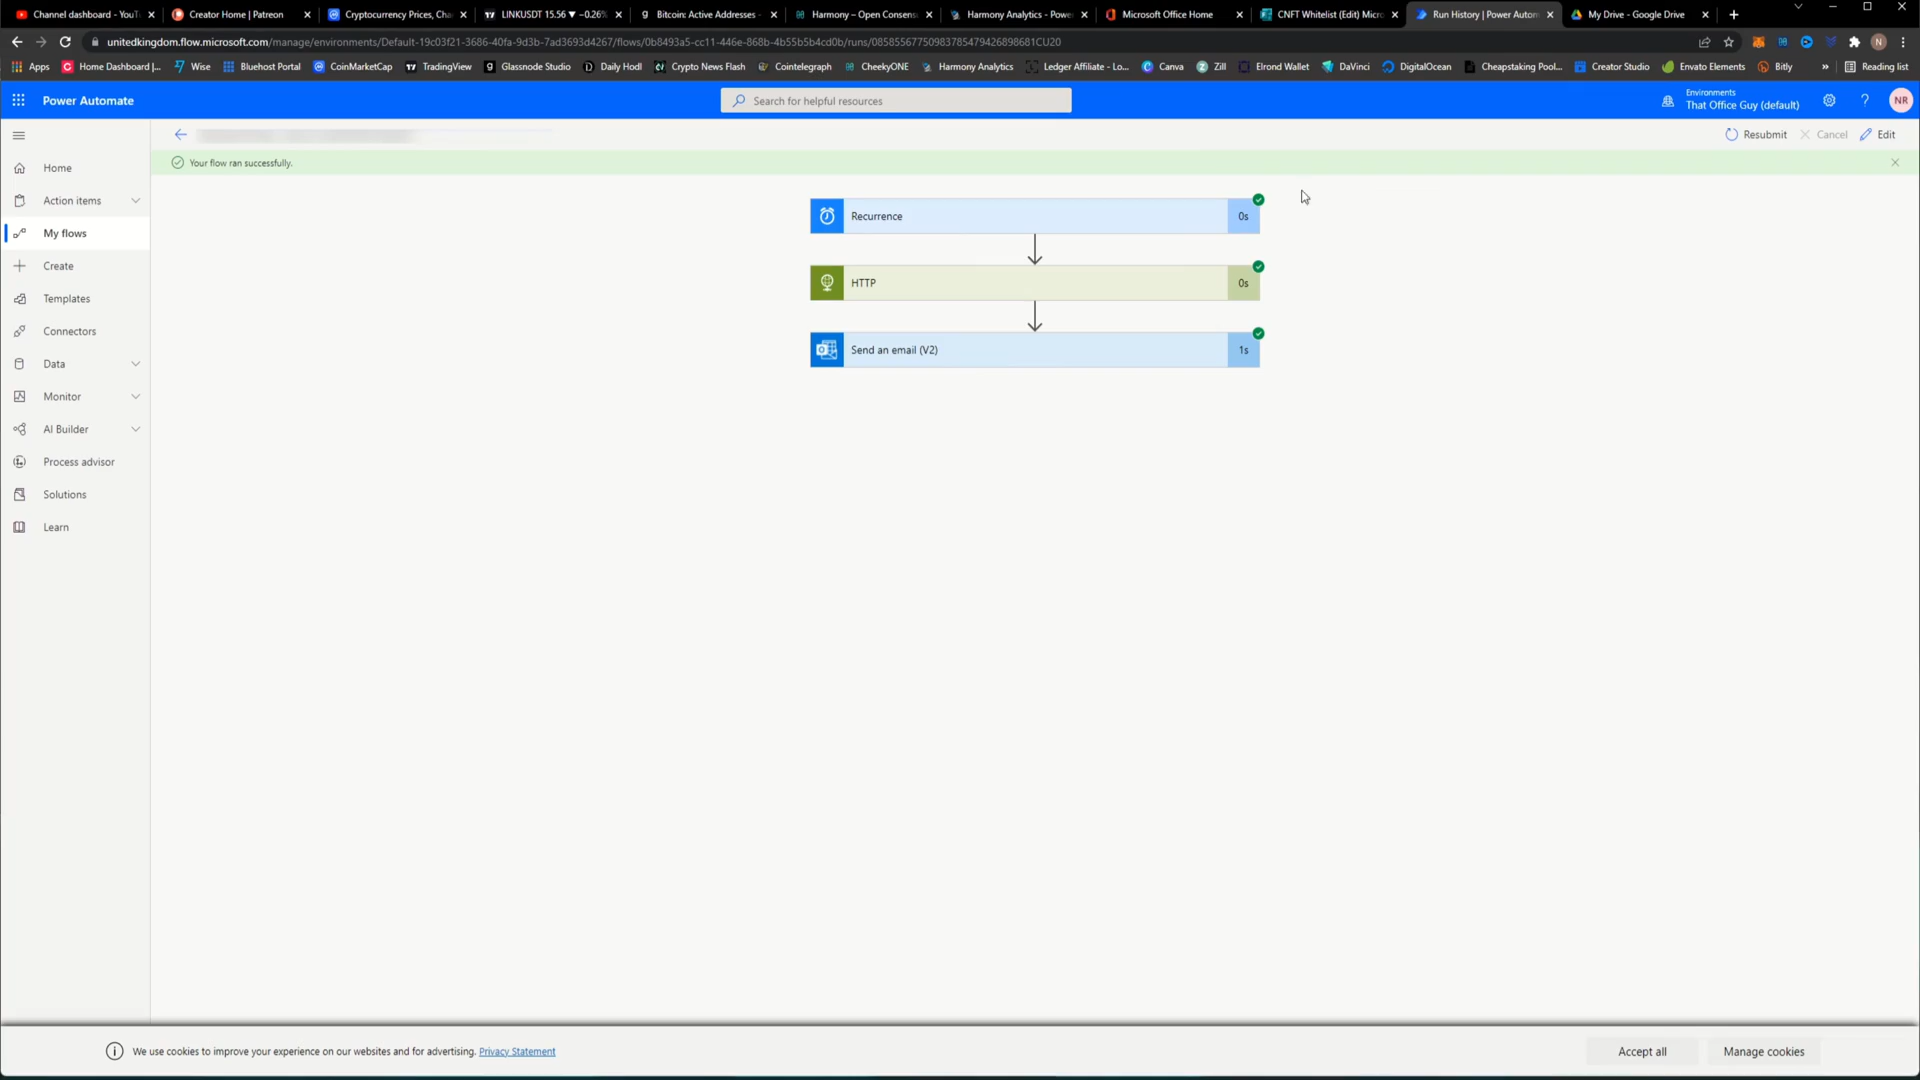 Channel dashboard - YouT
Creator Home | Patreon
Cryptocurrency Prices, Cha
LINKUSDT 15.56 ▼ −0.26%
Bitcoin: Active Addresses -
Harmony – Open Consens
Harmony Analytics - Power
Microsoft Office Home
CNFT Whitelist (Edit) Micro
Run History | Power Autom
My Drive - Google Drive
unitedkingdom.flow.microsoft.com/manage/environments/Default-19c03f21-3686-40fa-9d3b-7ad3693d4267/flows/0b8493a5-cc11-446e-868b-4b55b5b4cd0b/runs/08585567750983785479426898681CU20
N
Apps
Home Dashboard |...
Wise
Bluehost Portal
CoinMarketCap
TradingView
Glassnode Studio
Daily Hodl
Crypto News Flash
Cointelegraph
CheekyONE
Harmony Analytics
Ledger Affiliate - Lo...
Canva
Zill
Elrond Wallet
DaVinci
DigitalOcean
Cheapstaking Pool...
Creator Studio
Envato Elements
Bitly
»
Reading list
Power Automate
Search for helpful resources
Environments
That Office Guy (default)
?
NR
Resubmit
Cancel
Edit
Your flow ran successfully.
Home
Action items
My flows
Create
Templates
Connectors
Data
Monitor
AI Builder
Process advisor
Solutions
Learn
Recurrence
0s
HTTP
0s
Send an email (V2)
1s
We use cookies to improve your experience on our websites and for advertising. Privacy Statement
Accept all
Manage cookies